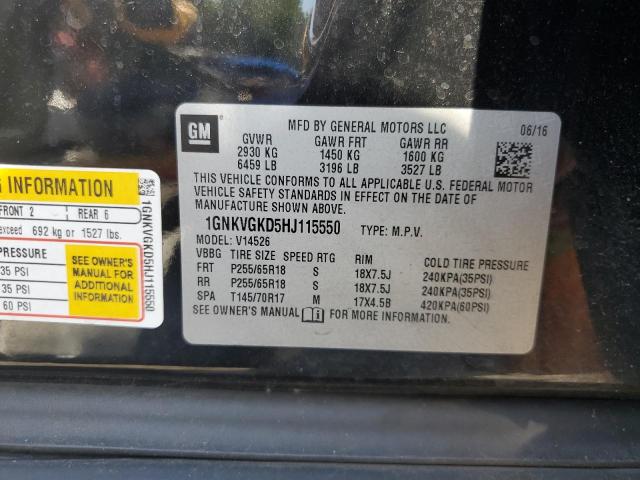 GM
MFD BY GENERAL MOTORS LLC
06/16
GVWR GAWR FRT GAWR RR
2930 KG 1450 KG 1600 KG
6459 LB 3196 LB 3527 LB
THIS VEHICLE CONFORMS TO ALL APPLICABLE U.S. FEDERAL MOTOR
VEHICLE SAFETY STANDARDS IN EFFECT ON THE DATE OF
MANUFACTURE SHOWN ABOVE.
1GNKVGKD5HJ115550 TYPE: M.P.V.
MODEL: V14526
VBBG TIRE SIZE SPEED RTG RIM COLD TIRE PRESSURE
FRT P255/65R18 S 18X7.5J 240KPA(35PSI)
RR P255/65R18 S 18X7.5J 240KPA(35PSI)
SPA T145/70R17 M 17X4.5B 420KPA(60PSI)
SEE OWNER'S MANUAL FOR MORE INFORMATION
INFORMATION
FRONT 2 REAR 6
exceed 692 kg or 1527 lbs.
PRESSURE
35 PSI
35 PSI
60 PSI
SEE OWNER'S
MANUAL FOR
ADDITIONAL
INFORMATION
1GNKVGKD5HJ115550